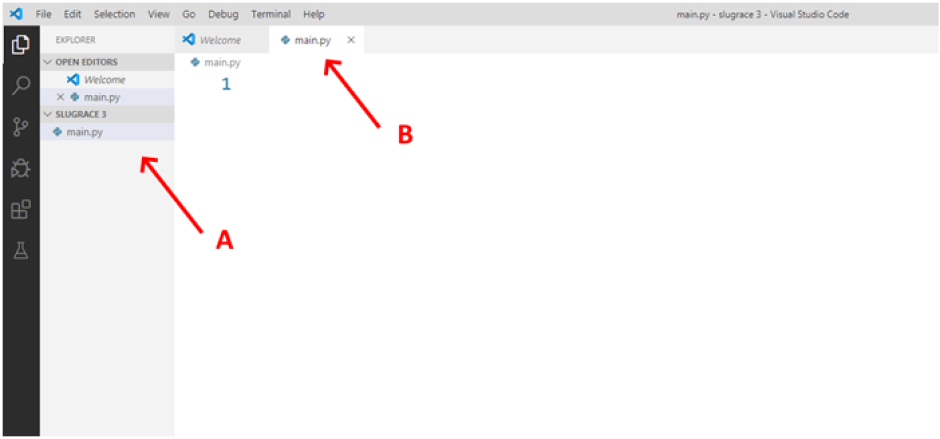 File Edit Selection View Go Debug Terminal Help main.py - slugrace 3 - Visual Studio Code
EXPLORER
Welcome main.py
OPEN EDITORS
Welcome
main.py
SLUGRACE 3
main.py
main.py
1
B
A